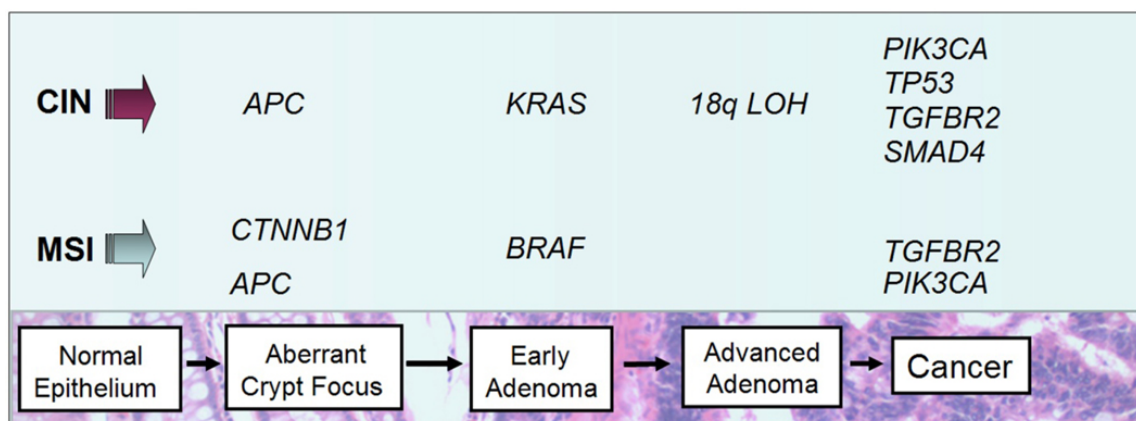 CIN
APC
KRAS
18q LOH
PIK3CA
TP53
TGFBR2
SMAD4
MSI
CTNNB1
APC
BRAF
TGFBR2
PIK3CA
Normal
Epithelium
Aberrant
Crypt Focus
Early
Adenoma
Advanced
Adenoma
Cancer